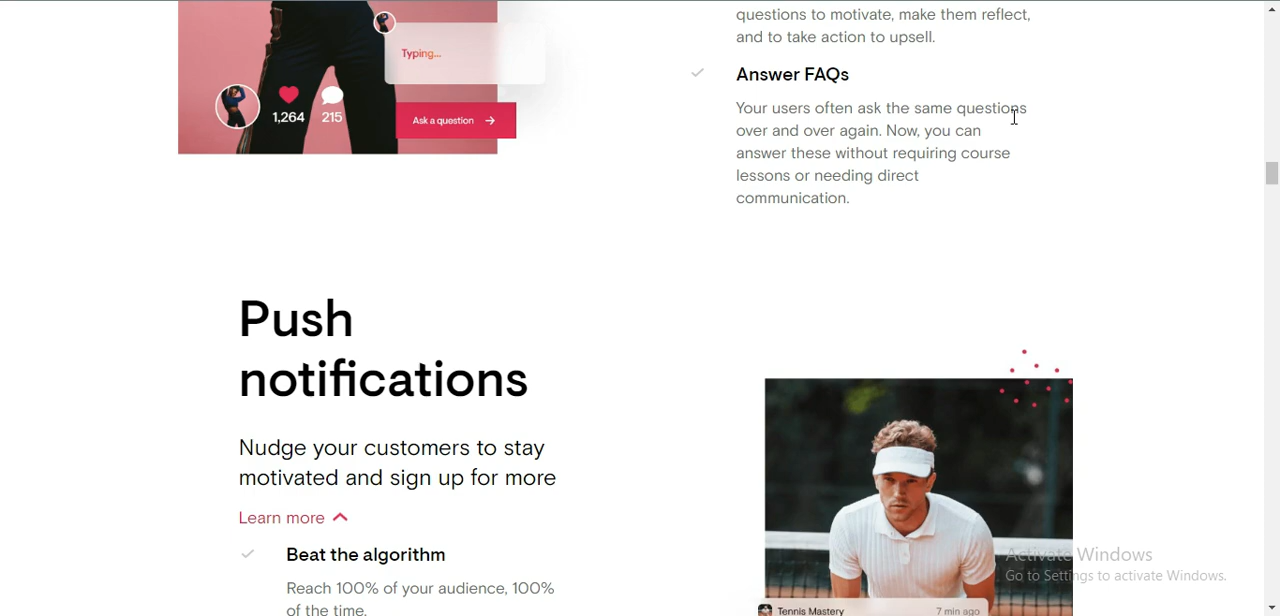 questions to motivate, make them reflect,
and to take action to upsell.
Typing...
1,264
215
Ask a question →
Answer FAQs
Your users often ask the same questions
over and over again. Now, you can
answer these without requiring course
lessons or needing direct
communication.
Push
notifications
Nudge your customers to stay
motivated and sign up for more
Learn more
Beat the algorithm
Reach 100% of your audience, 100%
of the time.
Tennis Mastery
7 min ago
Activate Windows
Go to Settings to activate Windows.